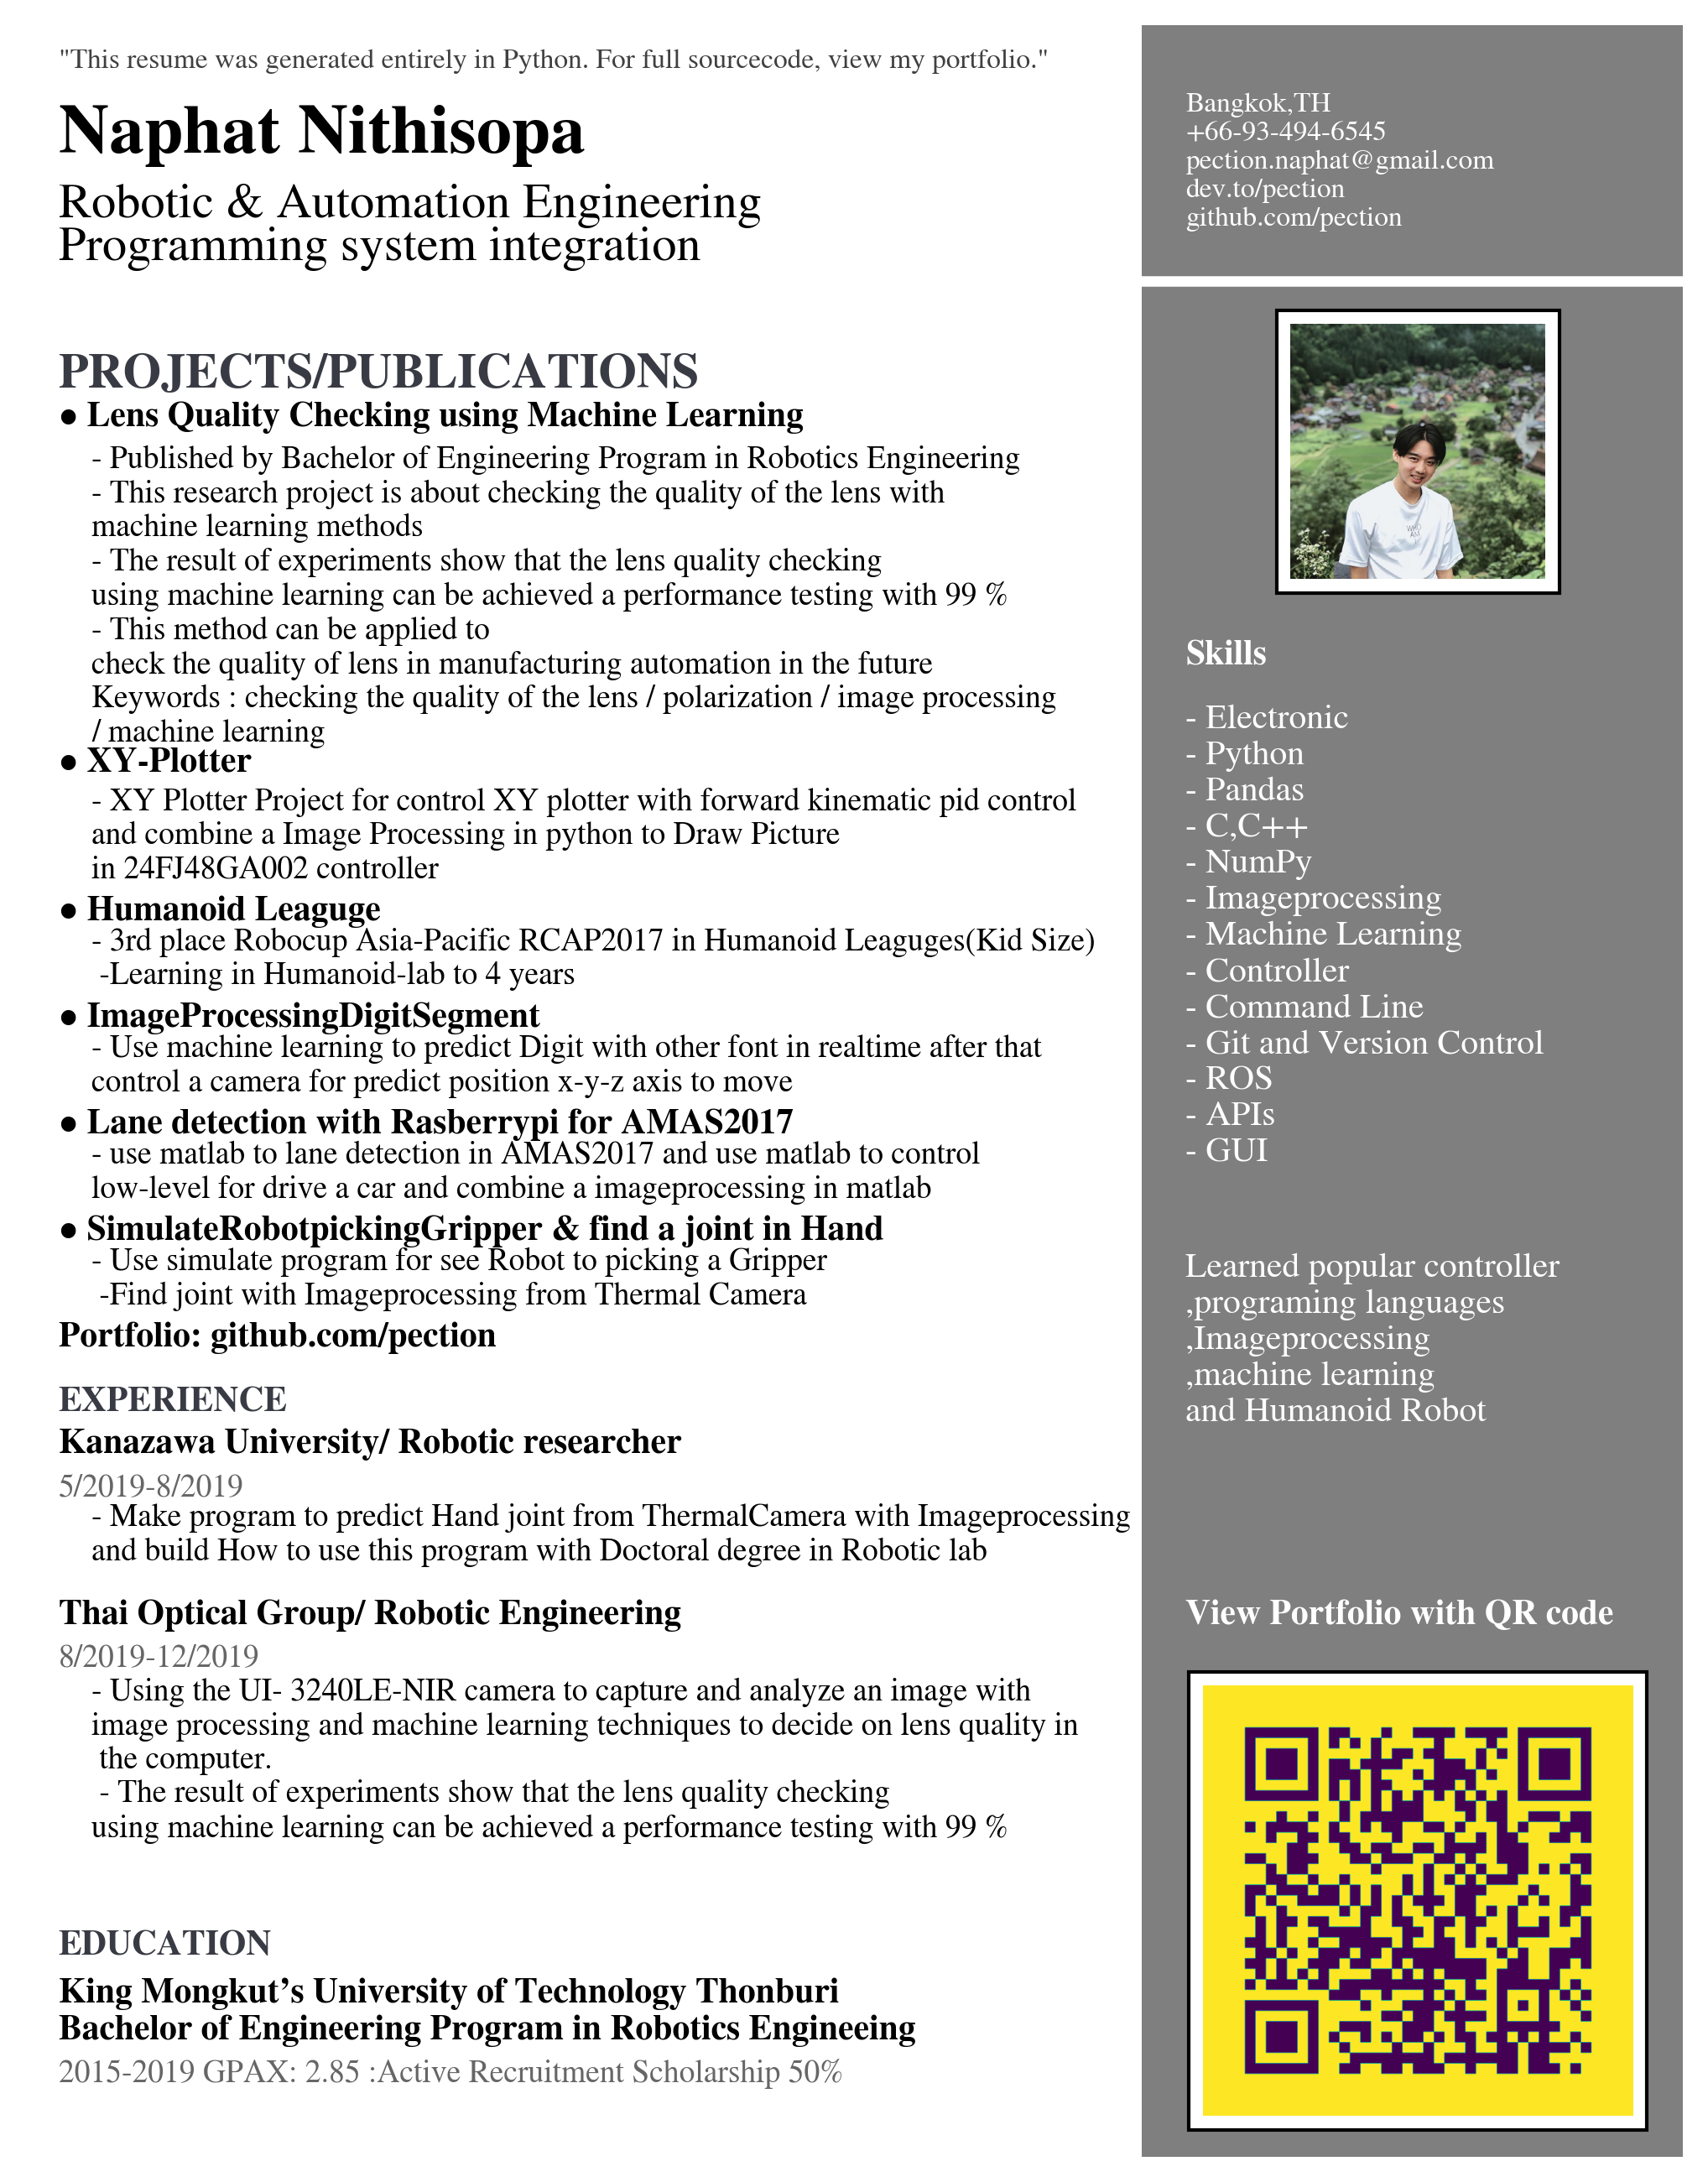 "This resume was generated entirely in Python. For full sourcecode, view my portfolio."
Naphat Nithisopa
Robotic & Automation Engineering
Programming system integration
PROJECTS/PUBLICATIONS
● Lens Quality Checking using Machine Learning
- Published by Bachelor of Engineering Program in Robotics Engineering
- This research project is about checking the quality of the lens with
machine learning methods
- The result of experiments show that the lens quality checking
using machine learning can be achieved a performance testing with 99 %
- This method can be applied to
check the quality of lens in manufacturing automation in the future
Keywords : checking the quality of the lens / polarization / image processing
/ machine learning
● XY-Plotter
- XY Plotter Project for control XY plotter with forward kinematic pid control
and combine a Image Processing in python to Draw Picture
in 24FJ48GA002 controller
● Humanoid Leaguge
- 3rd place Robocup Asia-Pacific RCAP2017 in Humanoid Leaguges(Kid Size)
-Learning in Humanoid-lab to 4 years
● ImageProcessingDigitSegment
- Use machine learning to predict Digit with other font in realtime after that
control a camera for predict position x-y-z axis to move
● Lane detection with Rasberrypi for AMAS2017
- use matlab to lane detection in AMAS2017 and use matlab to control
low-level for drive a car and combine a imageprocessing in matlab
● SimulateRobotpickingGripper & find a joint in Hand
- Use simulate program for see Robot to picking a Gripper
-Find joint with Imageprocessing from Thermal Camera
Portfolio: github.com/pection
EXPERIENCE
Kanazawa University/ Robotic researcher
5/2019-8/2019
- Make program to predict Hand joint from ThermalCamera with Imageprocessing
and build How to use this program with Doctoral degree in Robotic lab
Thai Optical Group/ Robotic Engineering
8/2019-12/2019
- Using the UI- 3240LE-NIR camera to capture and analyze an image with
image processing and machine learning techniques to decide on lens quality in
the computer.
- The result of experiments show that the lens quality checking
using machine learning can be achieved a performance testing with 99 %
EDUCATION
King Mongkut's University of Technology Thonburi
Bachelor of Engineering Program in Robotics Engineeing
2015-2019 GPAX: 2.85 :Active Recruitment Scholarship 50%
Bangkok,TH
+66-93-494-6545
pection.naphat@gmail.com
dev.to/pection
github.com/pection
WHO
AM
I
Skills
- Electronic
- Python
- Pandas
- C,C++
- NumPy
- Imageprocessing
- Machine Learning
- Controller
- Command Line
- Git and Version Control
- ROS
- APIs
- GUI
Learned popular controller
,programing languages
,Imageprocessing
,machine learning
and Humanoid Robot
View Portfolio with QR code